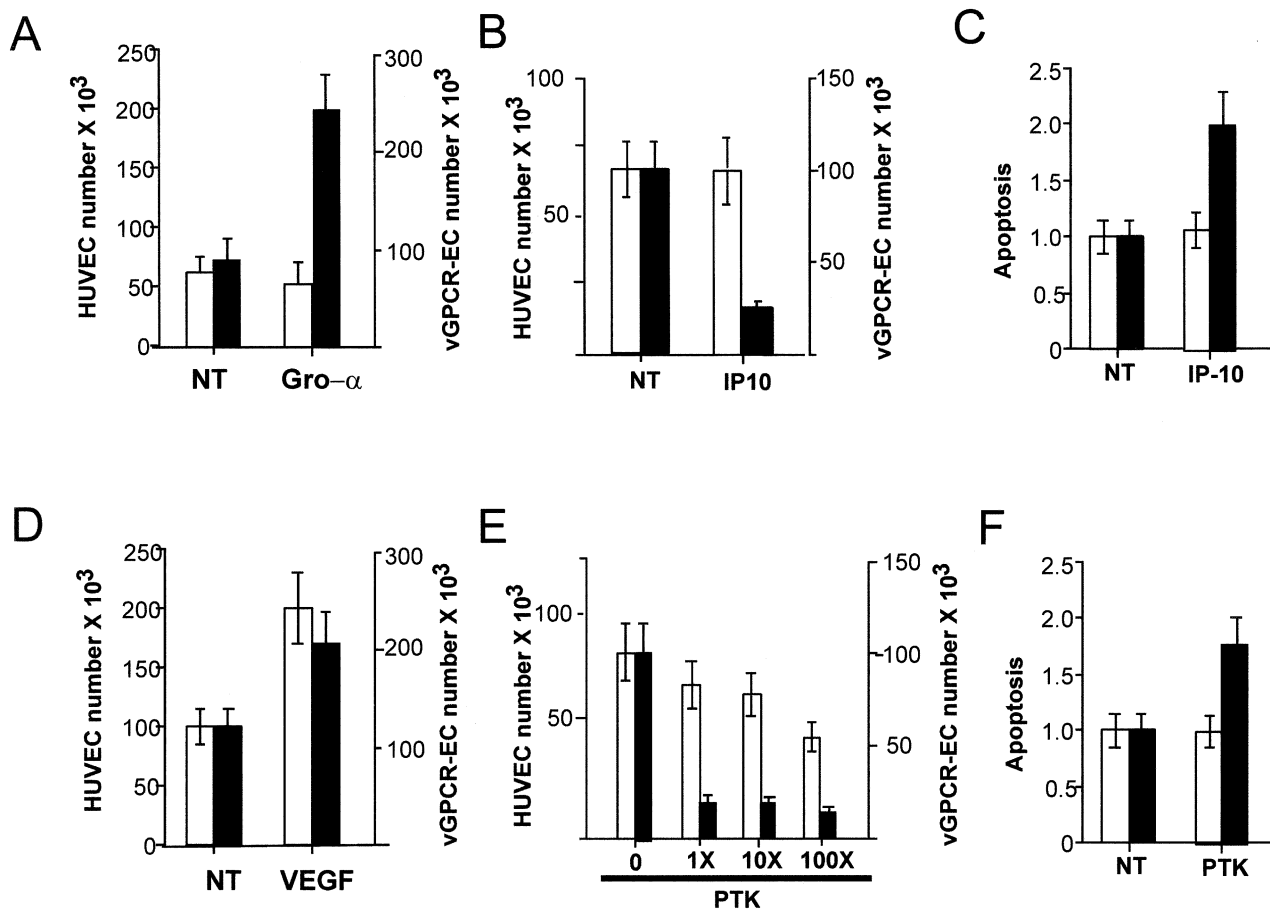 A
HUVEC number X 10³
250
200
150
100
50
0
300
200
100
vGPCR-EC number X 10³
NT
Gro–α
B
HUVEC number X 10³
100
50
150
100
50
vGPCR-EC number X 10³
NT
IP10
C
Apoptosis
2.5
2.0
1.5
1.0
0.5
0
NT
IP-10
D
HUVEC number X 10³
250
200
150
100
50
0
300
200
100
vGPCR-EC number X 10³
NT
VEGF
E
HUVEC number X 10³
100
50
150
100
50
vGPCR-EC number X 10³
0 1X 10X 100X
PTK
F
Apoptosis
2.5
2.0
1.5
1.0
0.5
0
NT
PTK